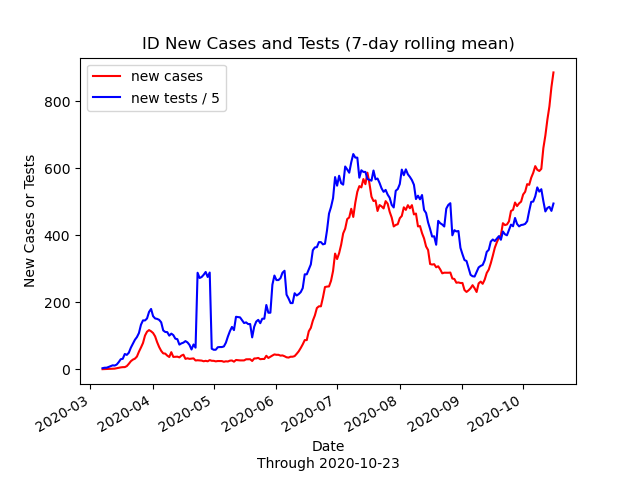 ID New Cases and Tests (7-day rolling mean)
new cases
new tests / 5
New Cases or Tests
800
600
400
200
0
2020-03
2020-04
2020-05
2020-06
2020-07
2020-08
2020-09
2020-10
Date
Through 2020-10-23